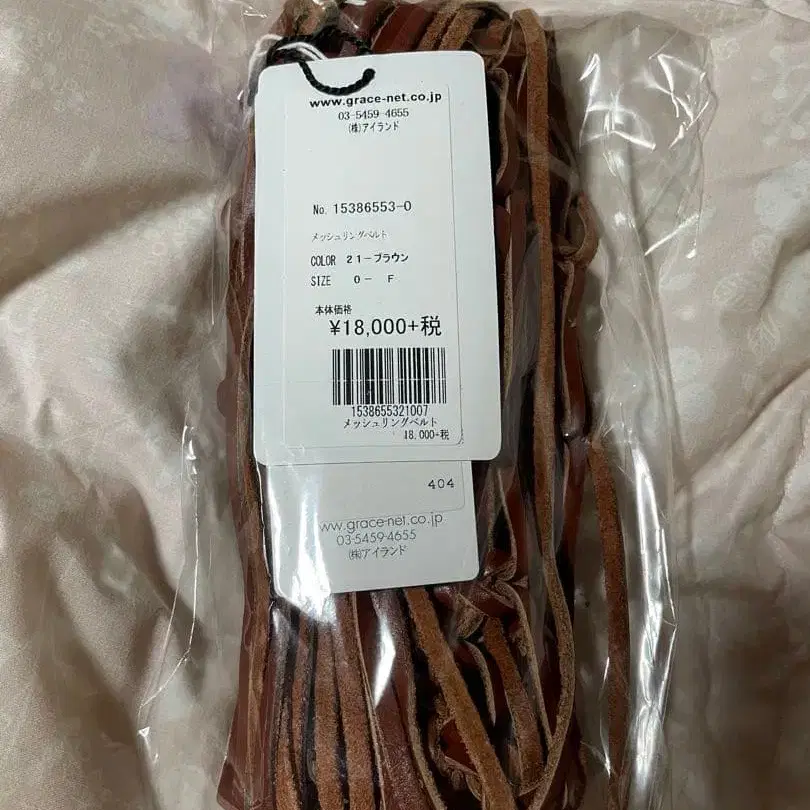 www.grace-net.co.jp
03-5459-4655
(株)アイランド
No. 15386553-0
メッシュリングベルト
COLOR 21-ブラウン
SIZE 0- F
本体価格
¥18,000+税
1538655321007
メッシュリングベルト
18,000+税
404
ww.grace-net.co.jp
03-5459-4655
(株)アイランド